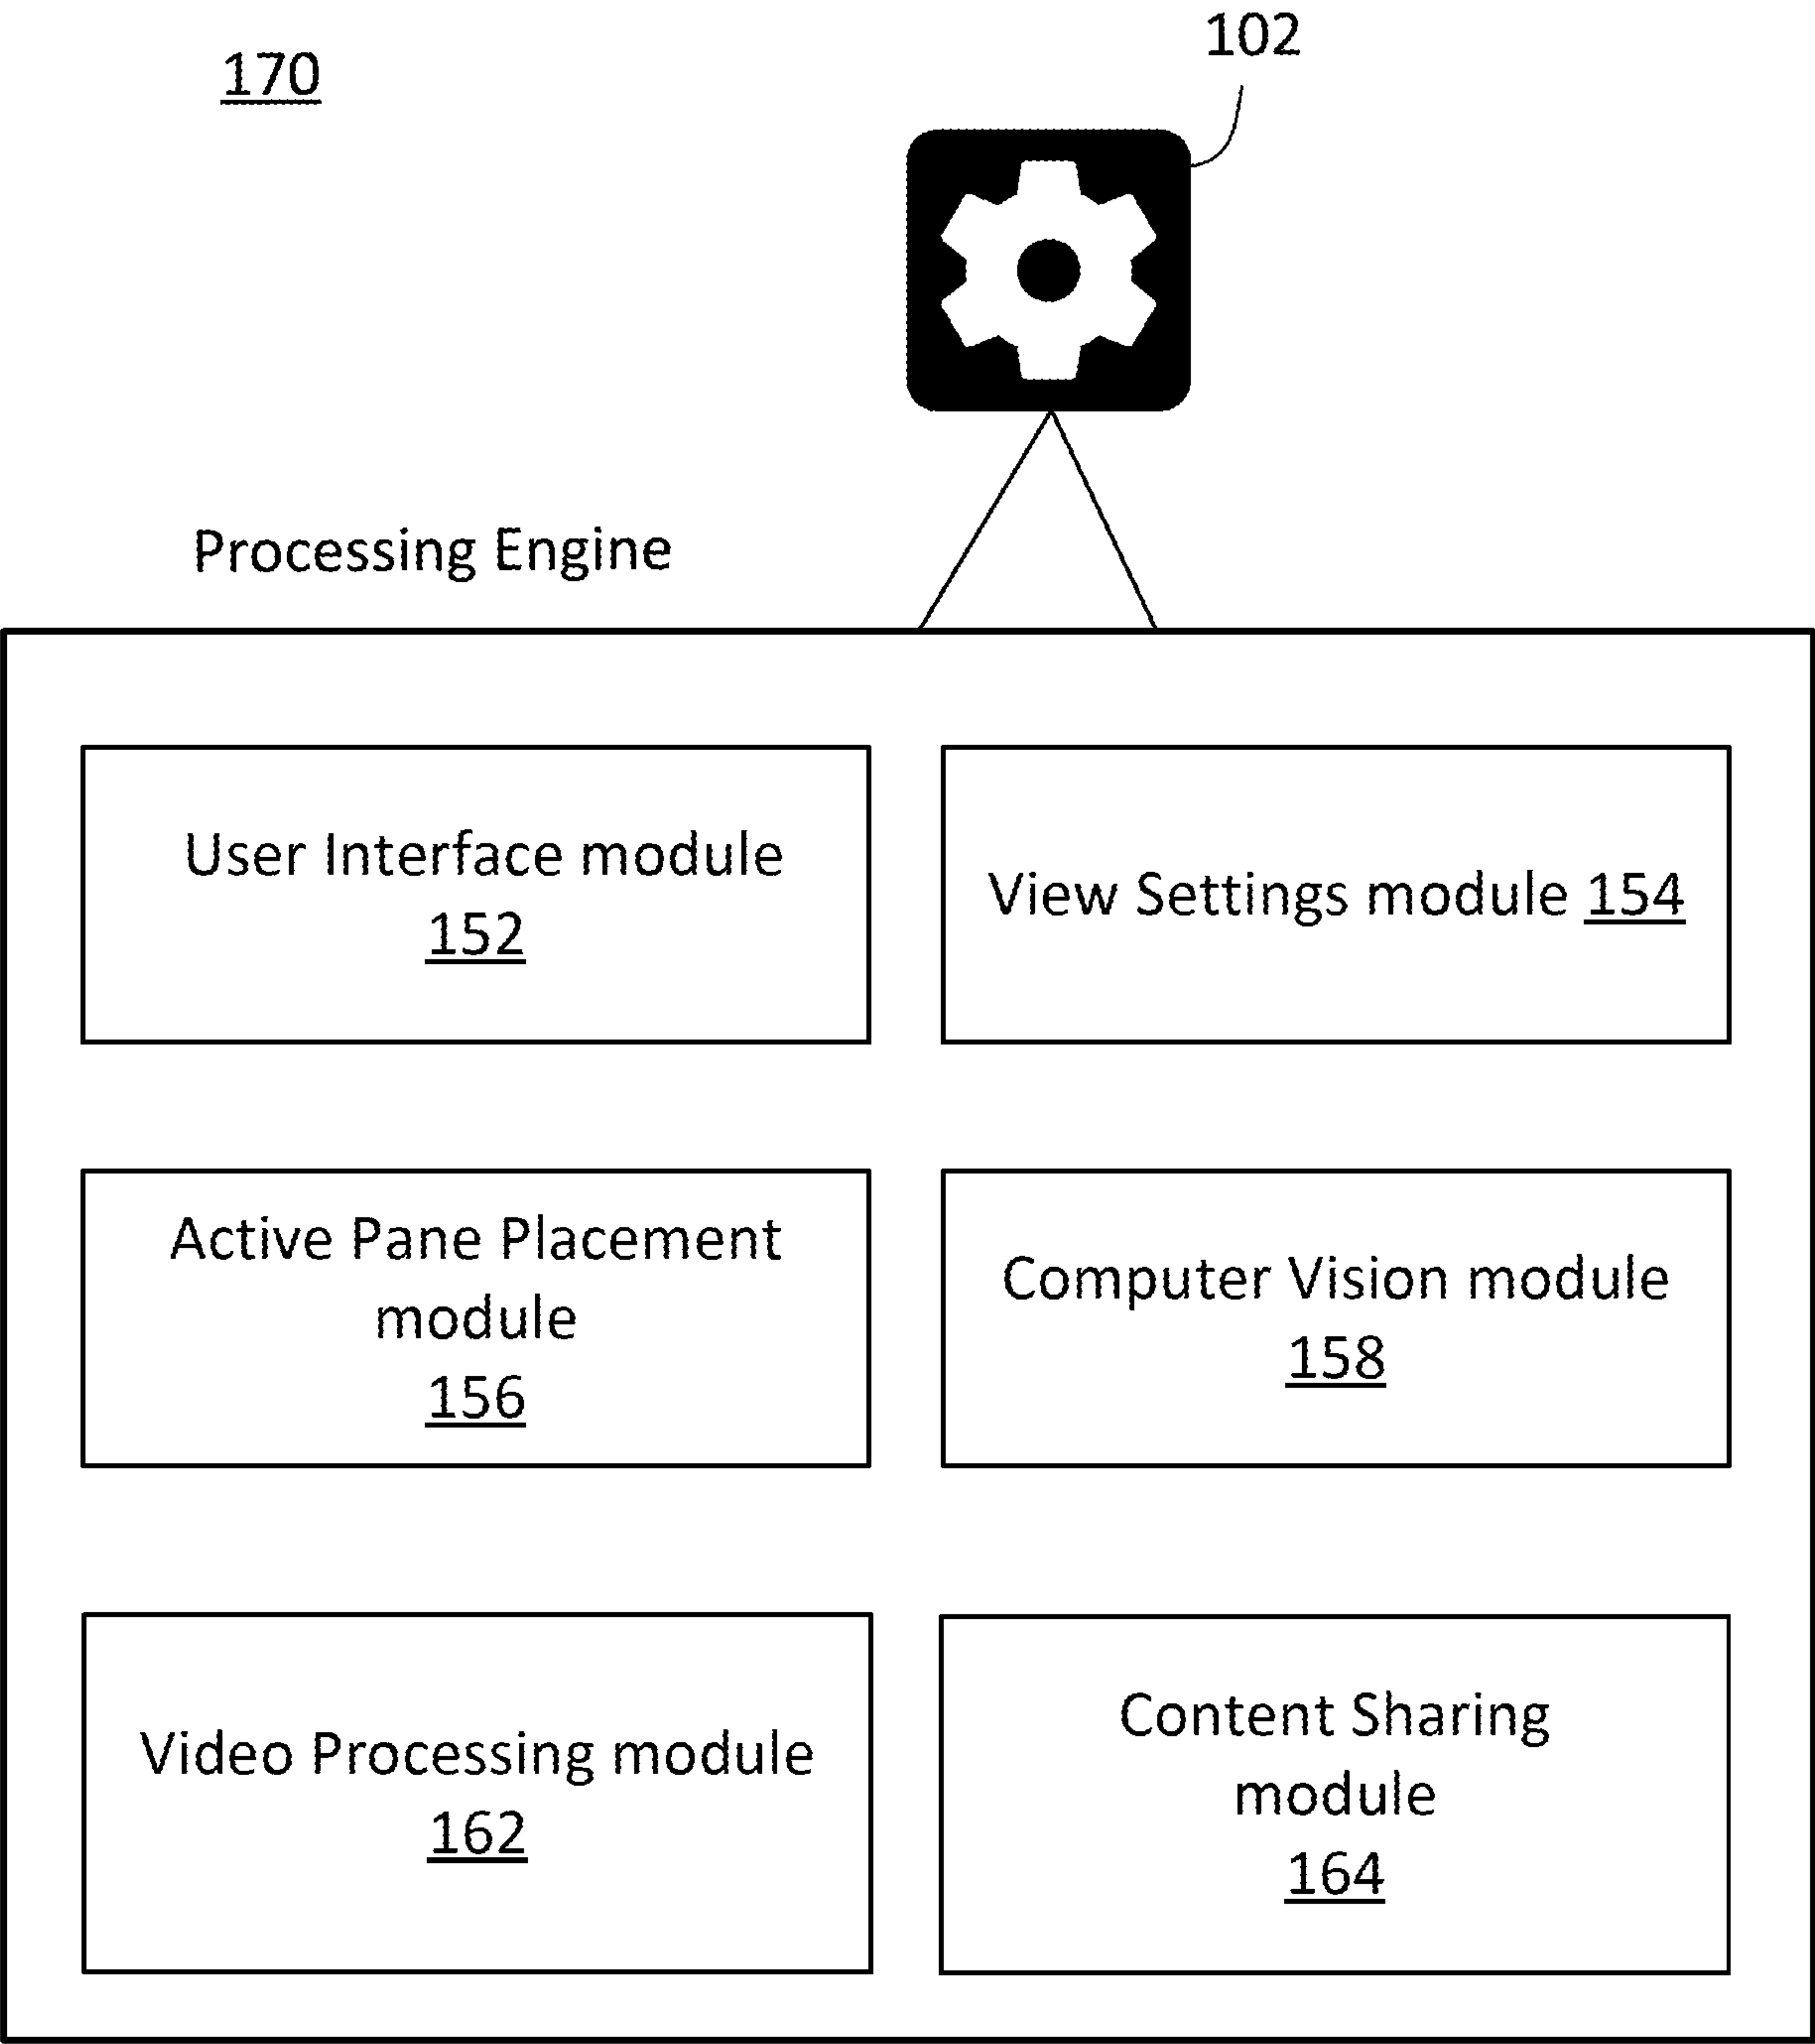 170
102
Processing Engine
User Interface module
152
View Settings module 154
Active Pane Placement
module
156
Computer Vision module
158
Video Processing module
162
Content Sharing
module
164